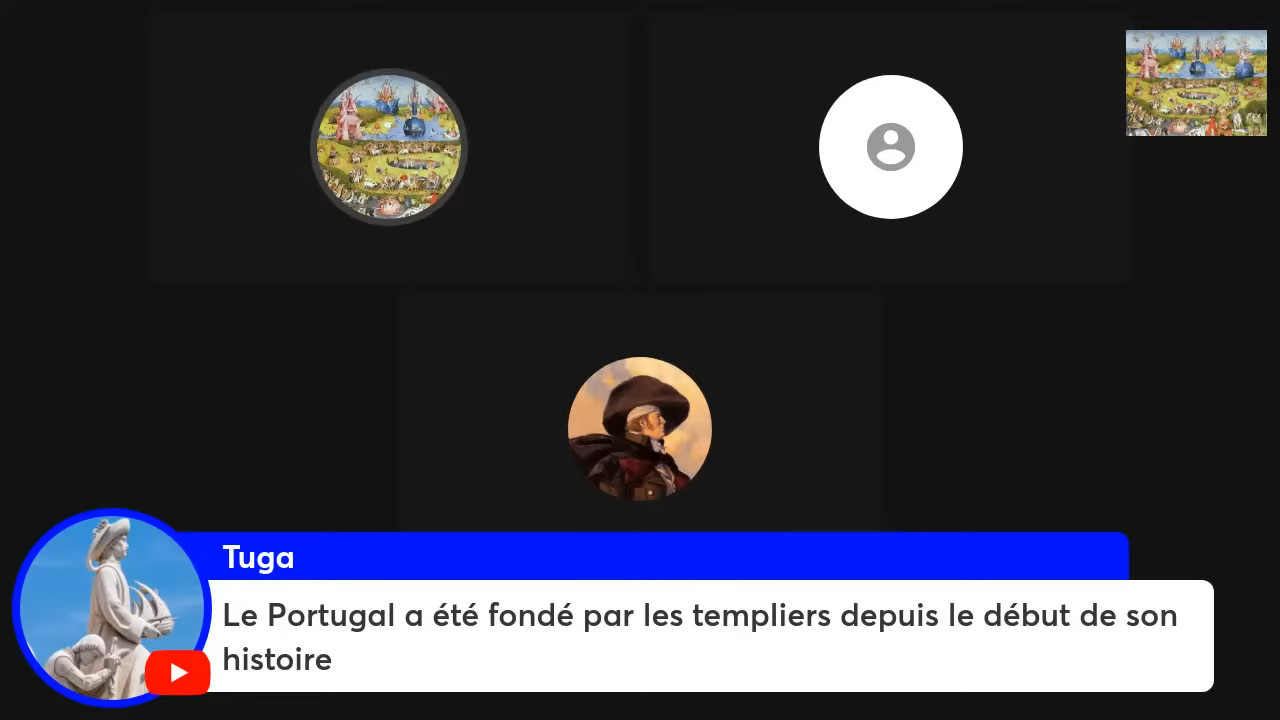 Tuga
Le Portugal a été fondé par les templiers depuis le début de son
histoire